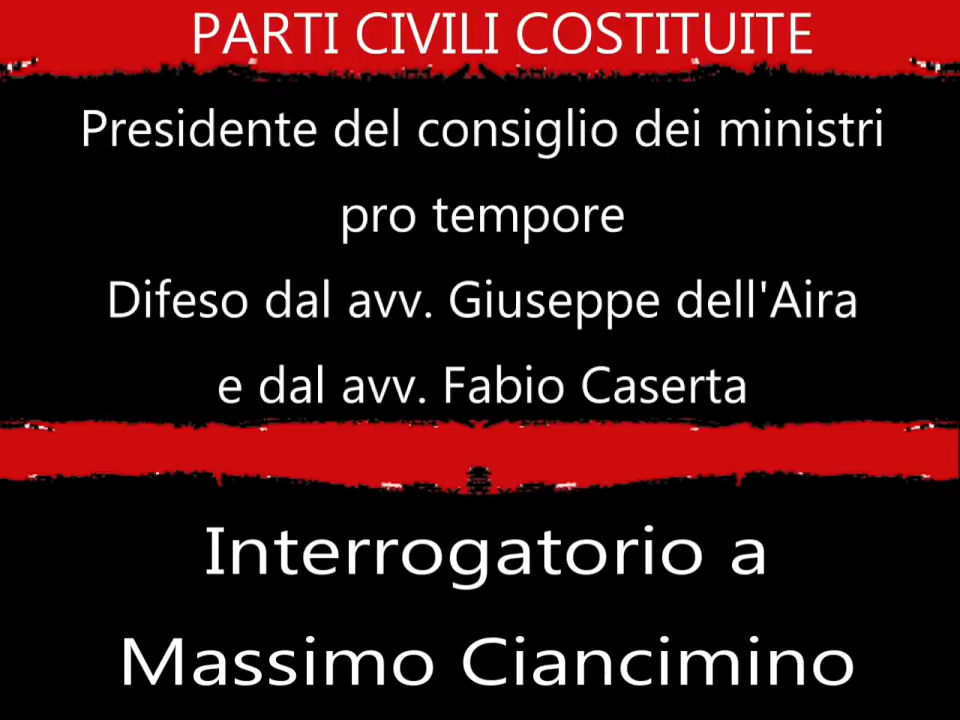 PARTI CIVILI COSTITUITE
Presidente del consiglio dei ministri
pro tempore
Difeso dal avv. Giuseppe dell'Aira
e dal avv. Fabio Caserta
Interrogatorio a
Massimo Ciancimino